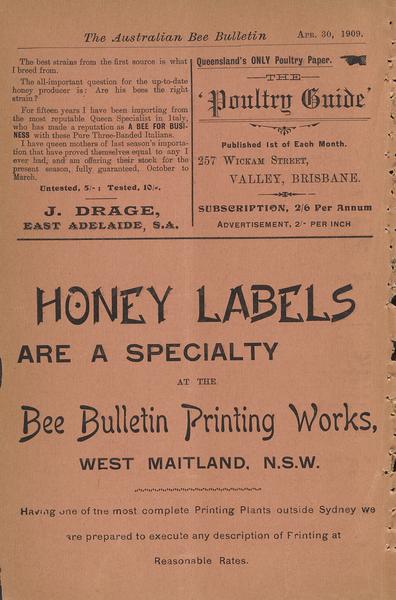 The Australian Bee Bulletin APR. 30, 1909.
The best strains from the first source is what
I breed from.
The all-important question for the up-to-date
honey producer is: Are his bees the right
strain?
For fifteen years I have been importing from
the most reputable Queen Specialist in Italy,
who has made a reputation as A BEE FOR BUSI-
NESS with these Pure Three-Banded Italians.
I have queen mothers of last season's importa-
tion that have proved themselves equal to any I
ever had, and am offering their stock for the
present season, fully guaranteed, October to
March.
Untested, 5/- ; Tested, 10/-.
J. DRAGE,
EAST ADELAIDE, S.A.
Queensland's ONLY Poultry Paper.
THE
'Poultry Guide'
Published 1st of Each Month.
257 WICKAM STREET,
VALLEY, BRISBANE.
SUBSCRIPTION, 2/6 Per Annum
ADVERTISEMENT, 2/- PER INCH
HONEY LABELS
ARE A SPECIALTY
AT THE
Bee Bulletin Printing Works,
WEST MAITLAND, N.S.W.
Having one of the most complete Printing Plants outside Sydney we
are prepared to execute any description of Printing at
Reasonable Rates.